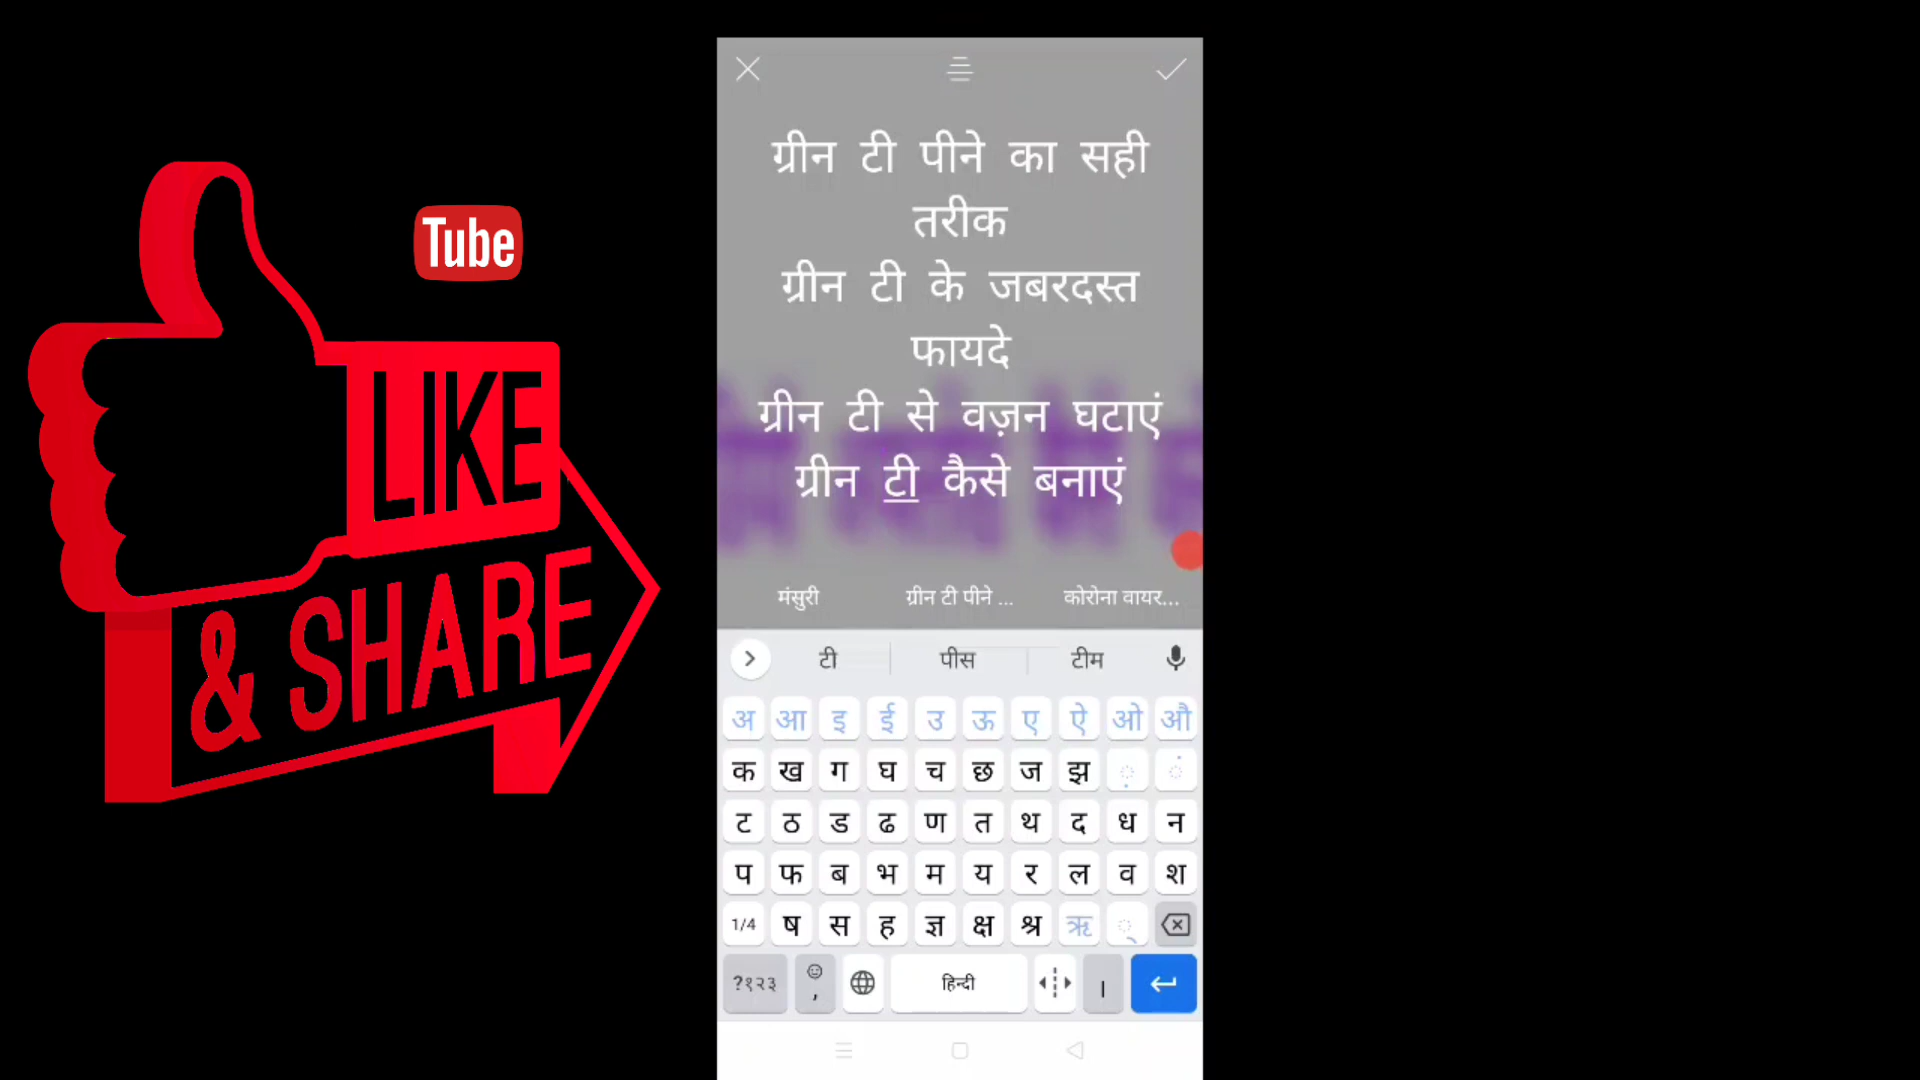 Tube
LIKE
& SHARE
ग्रीन टी पीने का सही
तरीक
ग्रीन टी के जबरदस्त
फायदे
ग्रीन टी से वज़न घटाएं
ग्रीन टी कैसे बनाएं
मंसुरी ग्रीन टी पीने ... कोरोना वायर...
टी पीस टीम
अ आ इ ई उ ऊ ए ऐ ओ औ
क ख ग घ च छ ज झ ़ ं
ट ठ ड ढ ण त थ द ध न
प फ ब भ म य र ल व श
1/4 ष स ह ज्ञ क्ष श्र ऋ ्
?१२३ , हिन्दी ।